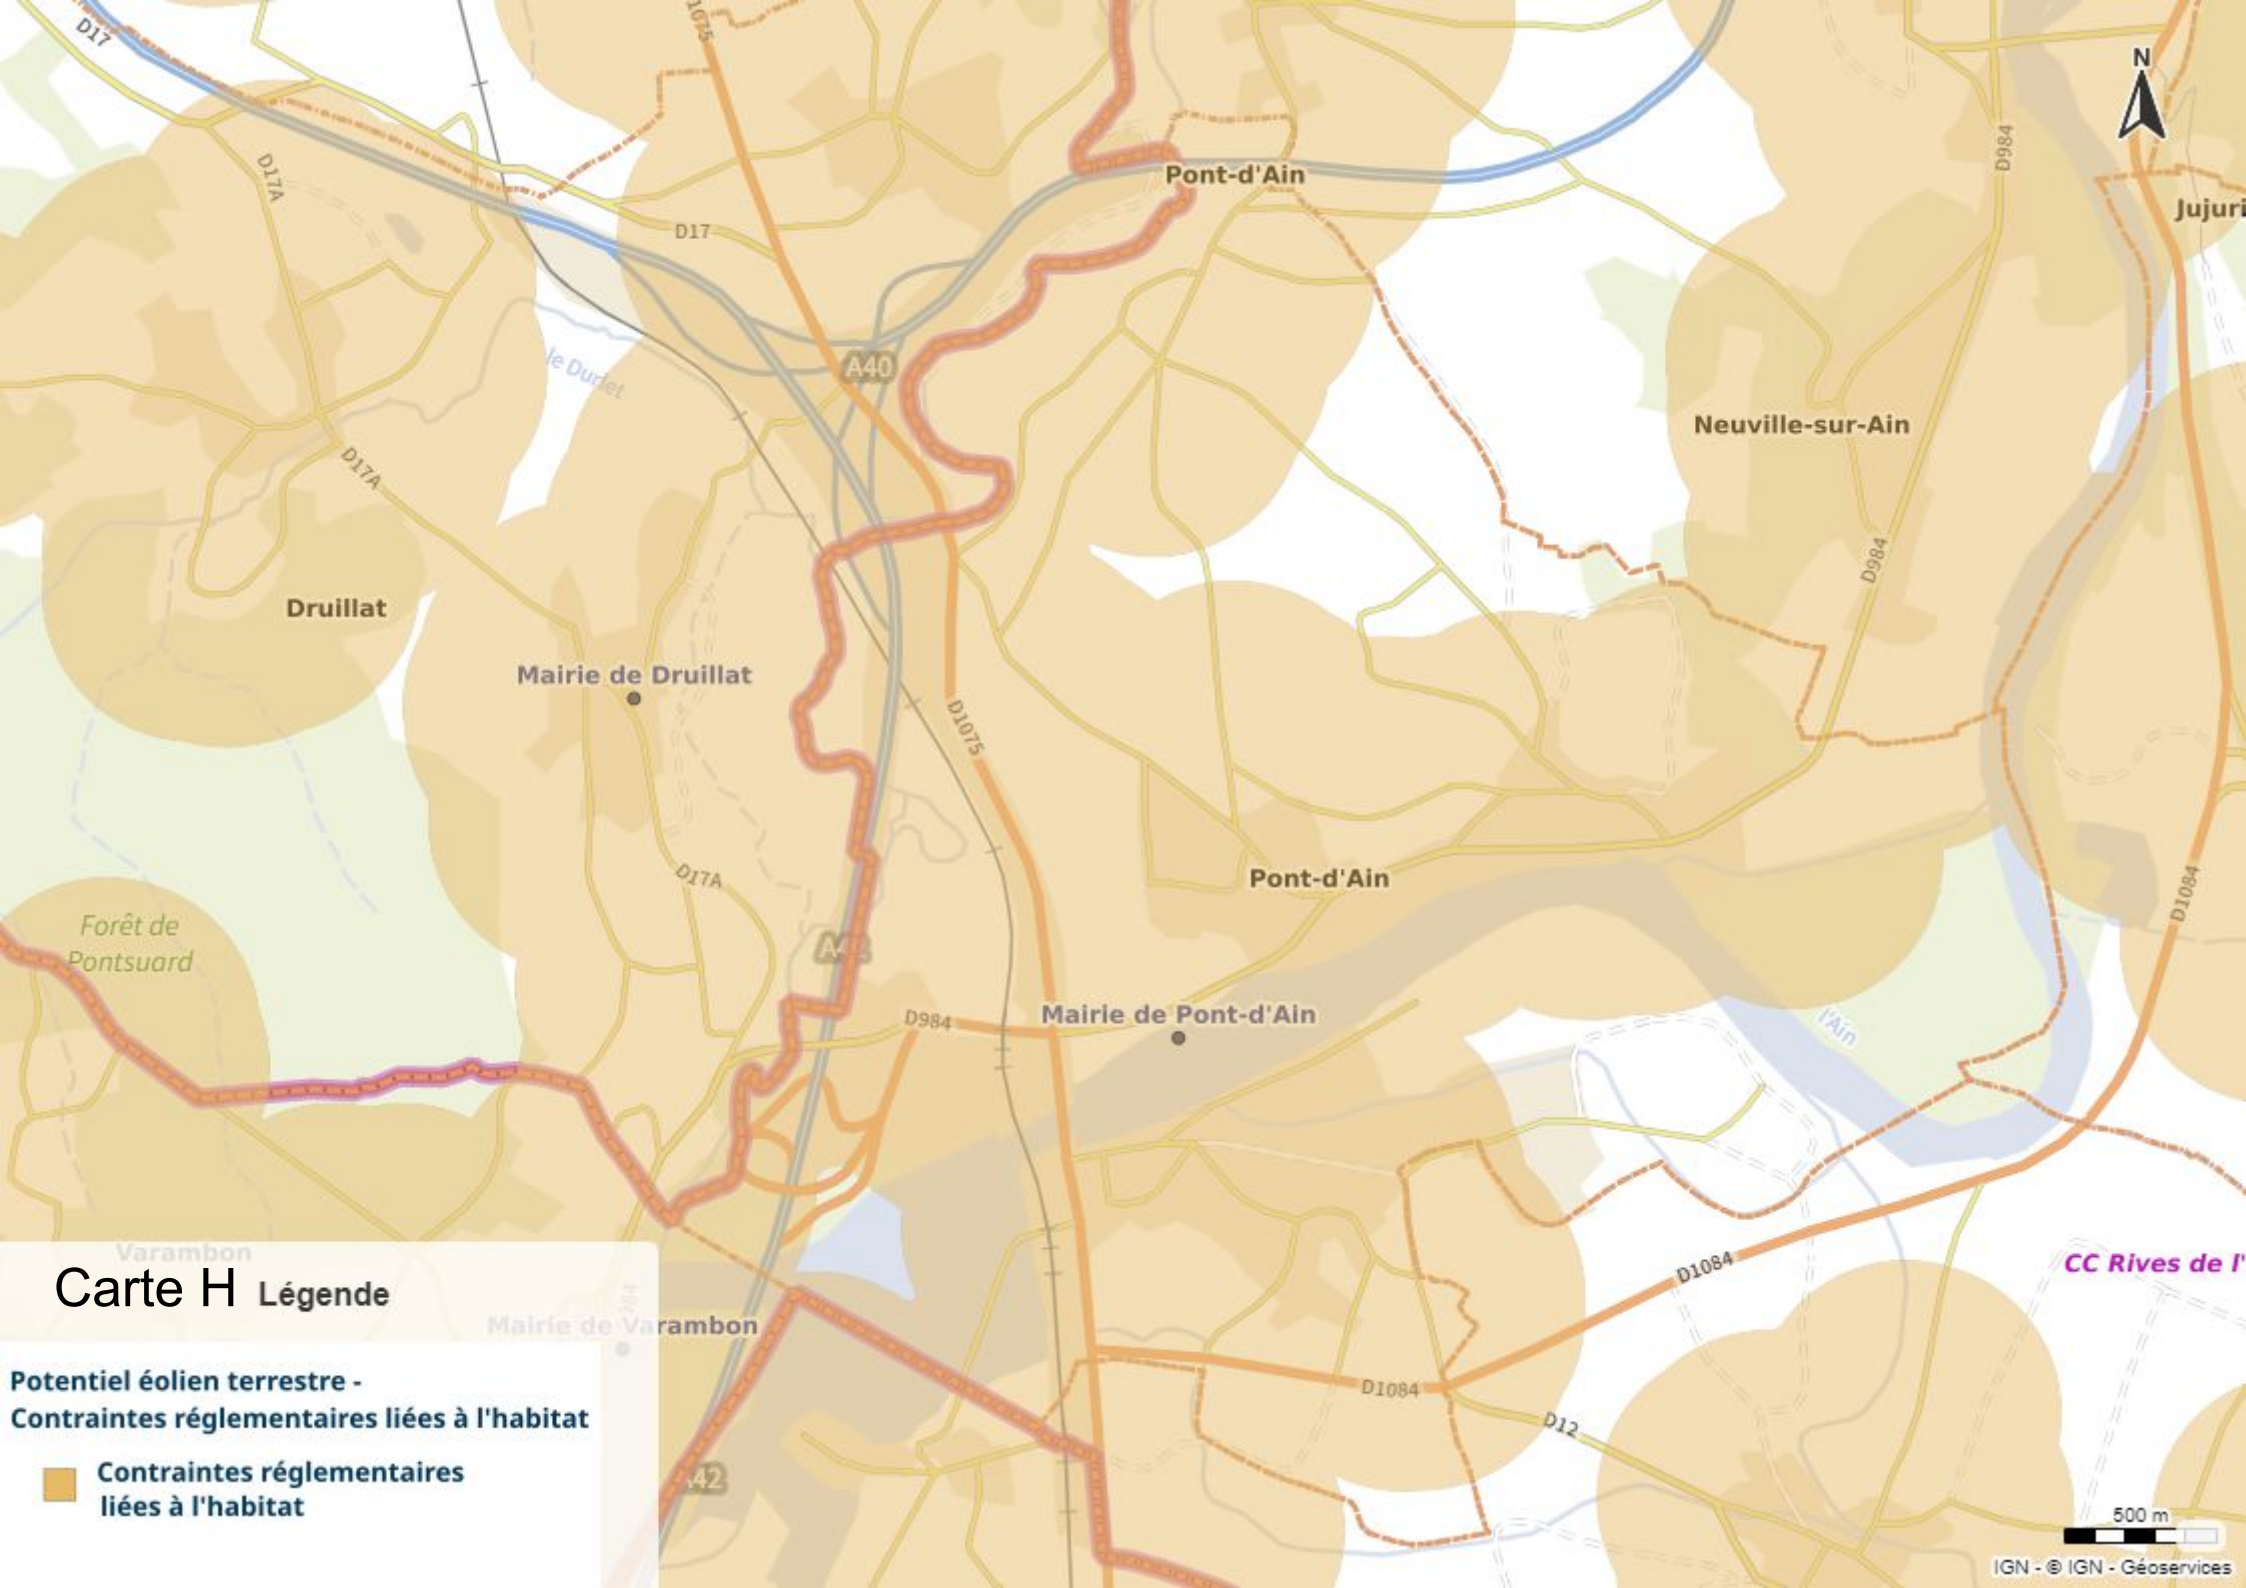 D17
1075
N
D17A
Pont-d'Ain
D984
Jujuri
D17
A40
le Durlet
Neuville-sur-Ain
D17A
D984
Druillat
Mairie de Druillat
D1075
D17A
Pont-d'Ain
D1084
Forêt de
Pontsuard
D984
Mairie de Pont-d'Ain
l'Ain
Varambon
CC Rives de l'
D1084
Carte H Légende
Mairie de Varambon
D1084
Potentiel éolien terrestre -
Contraintes réglementaires liées à l'habitat
D12
Contraintes réglementaires
liées à l'habitat
A42
500 m
IGN - © IGN - Géoservices